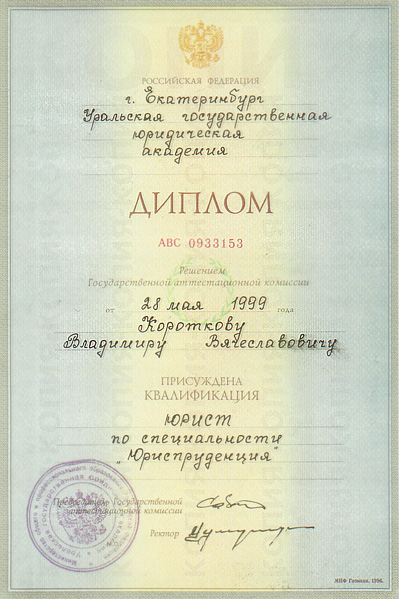 РОССИЙСКАЯ ФЕДЕРАЦИЯ
г. Екатеринбург
Уральская государственная
юридическая
академия
ДИПЛОМ
АВС 0933153
Решением
Государственной аттестационной комиссии
от 28 мая 1999 года
Короткову
Владимиру Вячеславовичу
ПРИСУЖДЕНА
КВАЛИФИКАЦИЯ
ЮРИСТ
по специальности
„Юриспруденция"
Председатель Государственной
аттестационной комиссии
Ректор
МПФ Гознака. 1996.